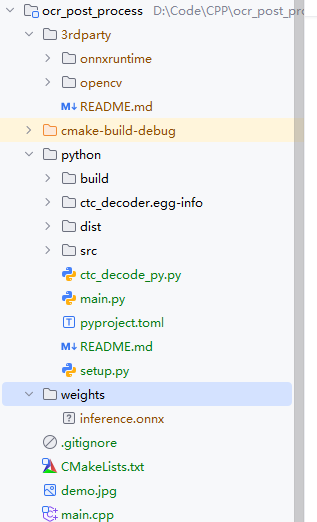 ocr_post_process D:\Code\CPP\ocr_post_pro
3rdparty
onnxruntime
opencv
README.md
cmake-build-debug
python
build
ctc_decoder.egg-info
dist
src
ctc_decode_py.py
main.py
pyproject.toml
README.md
setup.py
weights
inference.onnx
.gitignore
CMakeLists.txt
demo.jpg
main.cpp